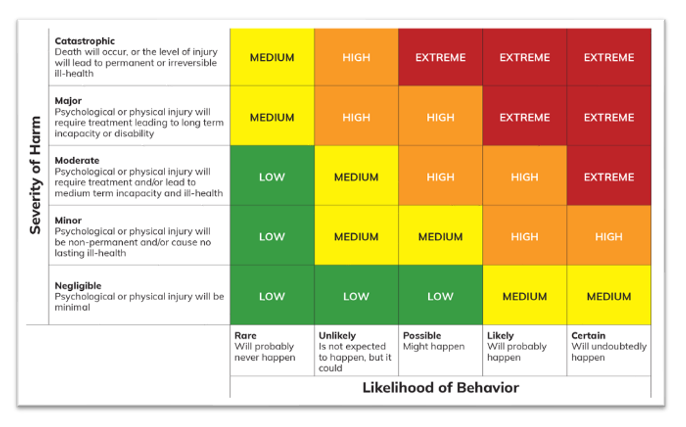 Severity of Harm
Catastrophic
Death will occur, or the level of injury
will lead to permanent or irreversible
ill-health
MEDIUM
HIGH
EXTREME
EXTREME
EXTREME
Major
Psychological or physical injury will
require treatment leading to long term
incapacity or disability
MEDIUM
HIGH
HIGH
EXTREME
EXTREME
Moderate
Psychological or physical injury will
require treatment and/or lead to
medium term incapacity and ill-health
LOW
MEDIUM
HIGH
HIGH
EXTREME
Minor
Psychological or physical injury will
be non-permanent and/or cause no
lasting ill-health
LOW
MEDIUM
MEDIUM
HIGH
HIGH
Negligible
Psychological or physical injury will be
minimal
LOW
LOW
LOW
MEDIUM
MEDIUM
Rare
Will probably
never happen
Unlikely
Is not expected
to happen, but it
could
Possible
Might happen
Likely
Will probably
happen
Certain
Will undoubtedly
happen
Likelihood of Behavior